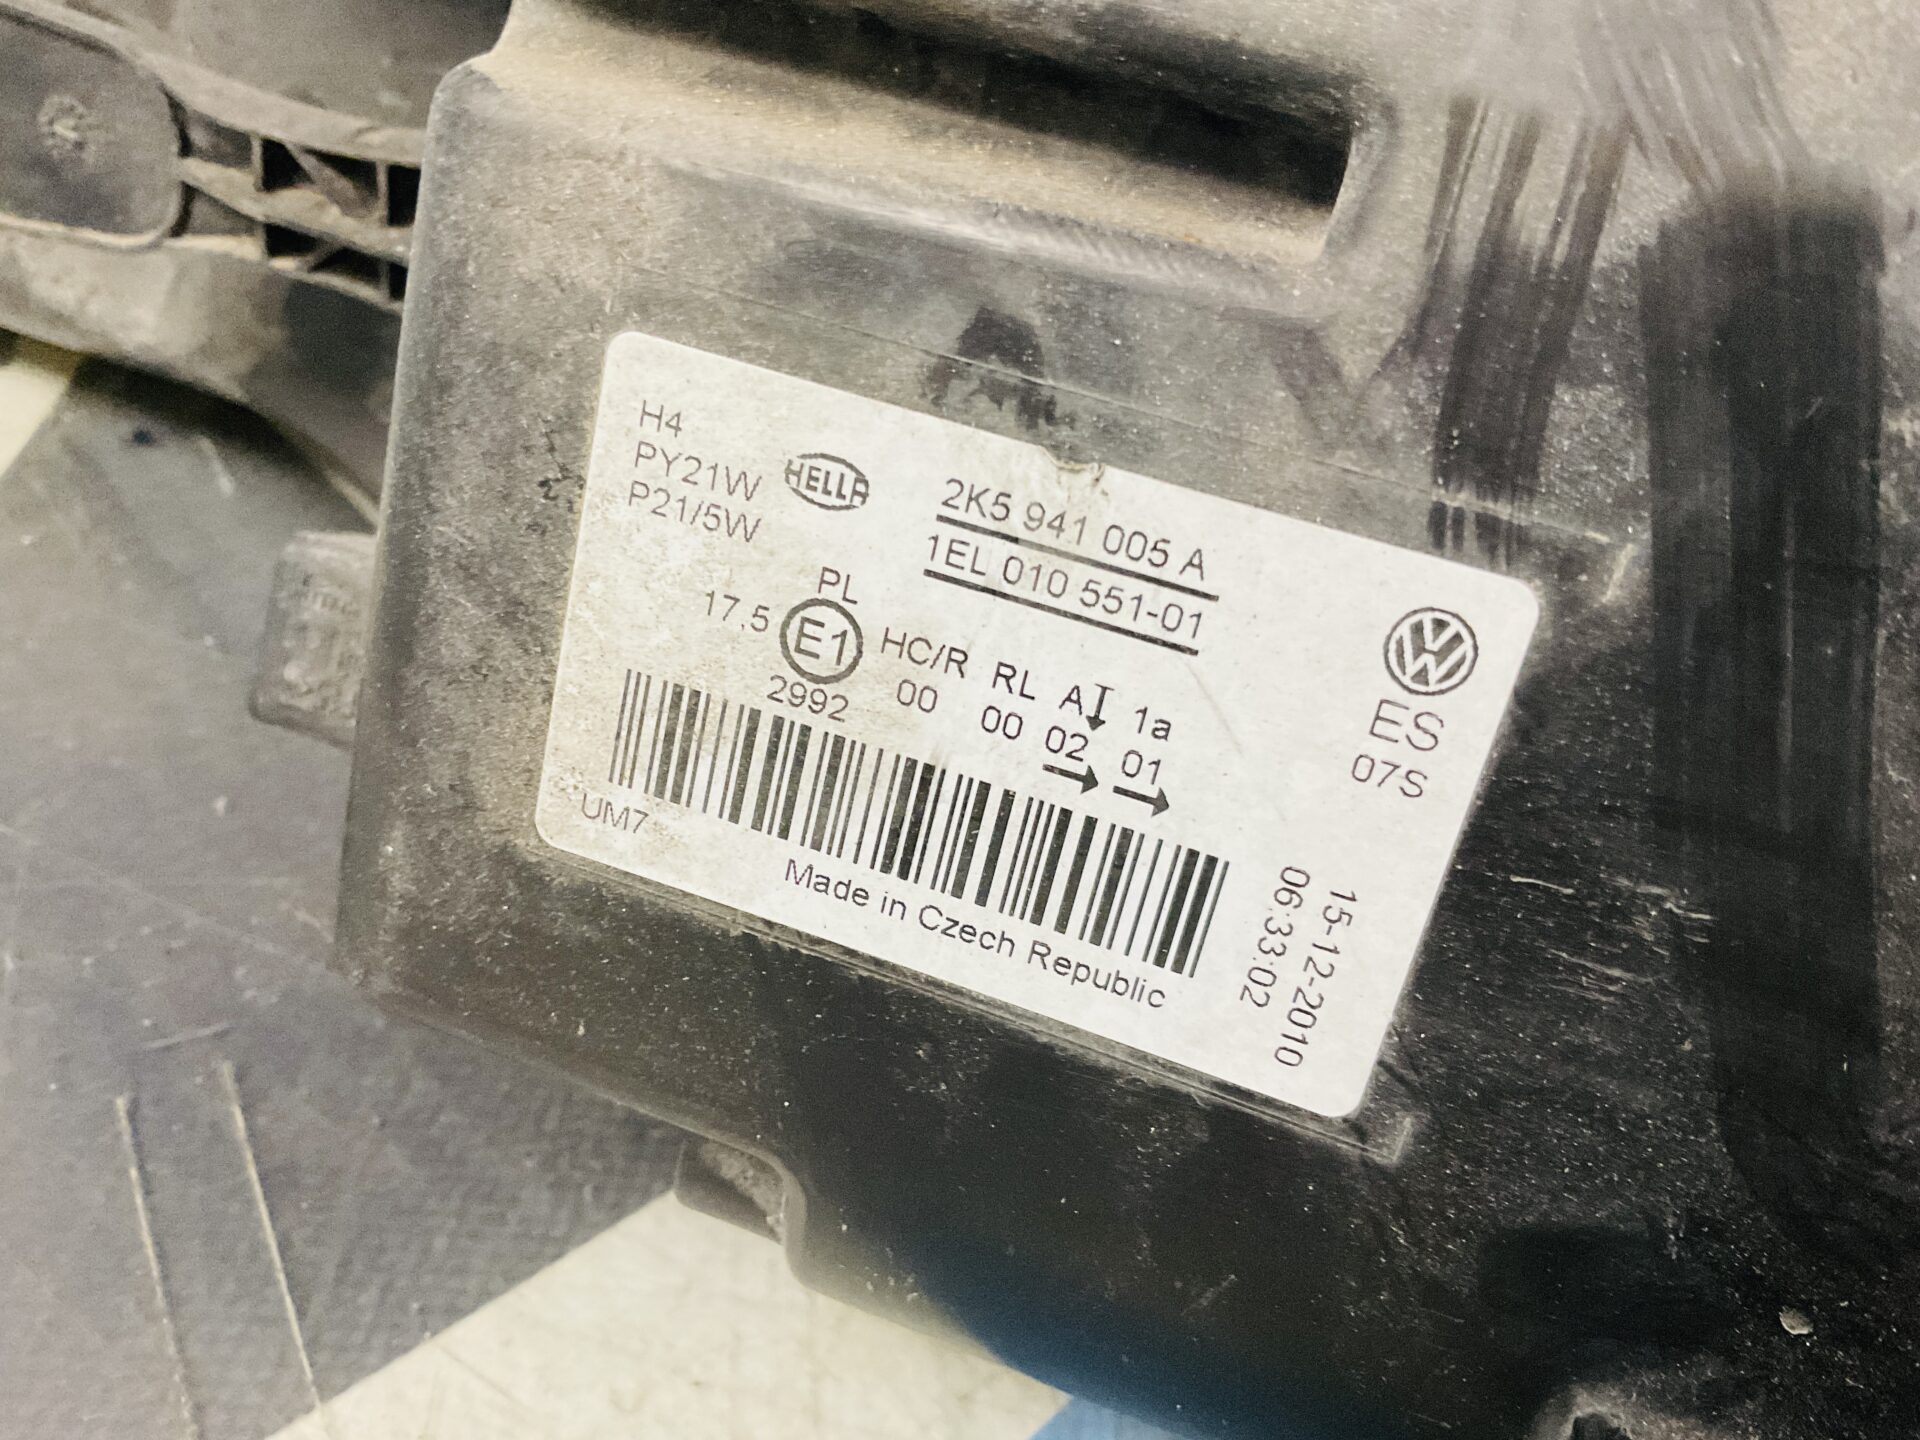 H4
PY21W
P21/5W
HELLA
2K5 941 005 A
1EL 010 551-01
PL
17.5 E1 HC/R RL A 1a
2992 00 00 02 01
ES
07S
UM7
Made in Czech Republic
15-12-2010
06:33:02